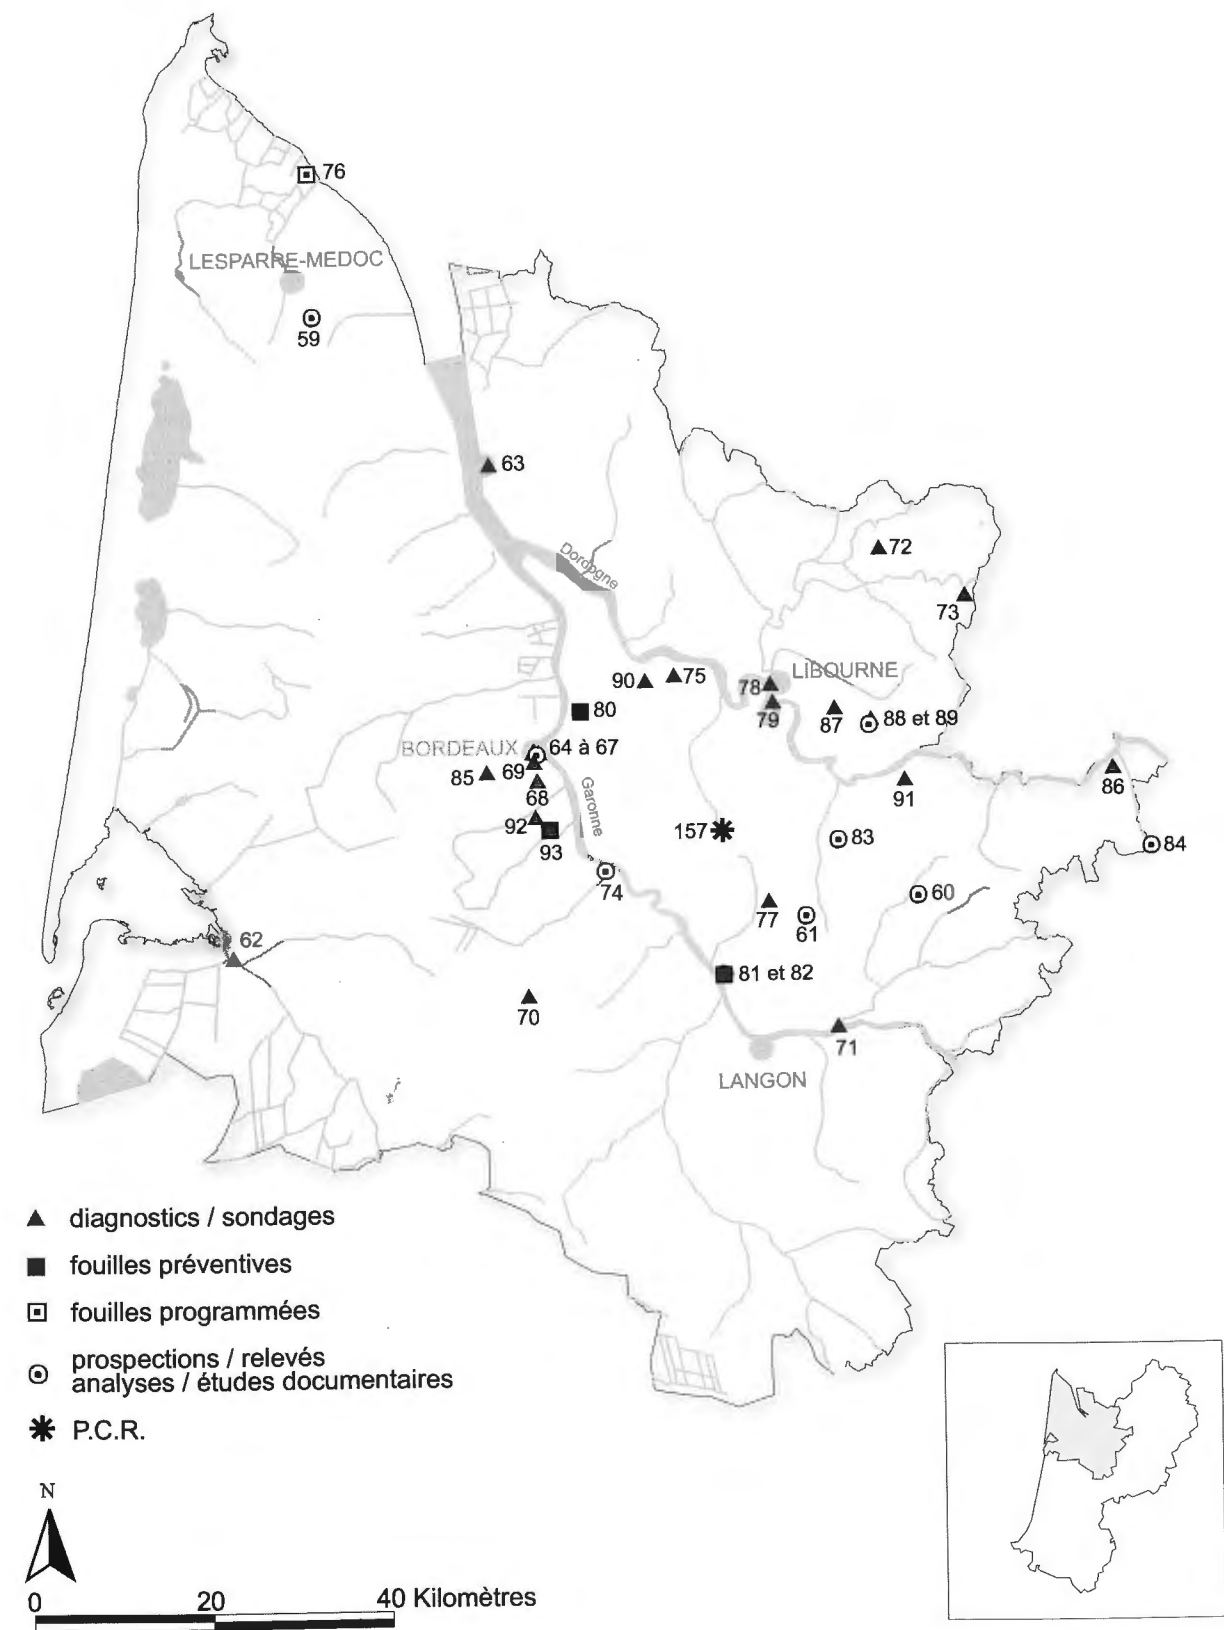 76
LESPARRE-MEDOC
59
63
Dordogne
72
73
LIBOURNE
90
75
78
79
80
87
88 et 89
BORDEAUX
64 à 67
85
69
68
Garonne
91
86
92
93
157
83
84
74
60
77
61
62
81 et 82
70
71
LANGON
diagnostics / sondages
fouilles préventives
fouilles programmées
prospections / relevés
analyses / études documentaires
P.C.R.
N
0
20
40 Kilomètres